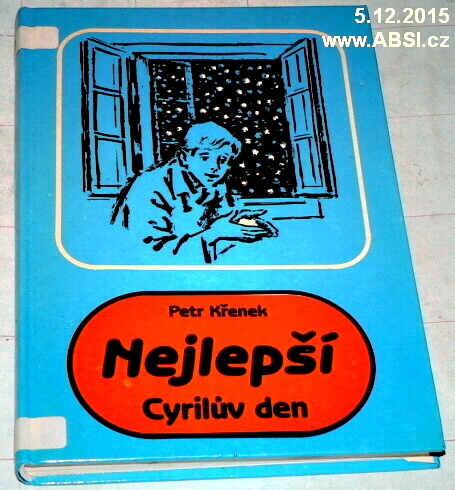 5.12.2015
www.ABSI.cz
Petr Křenek
Nejlepší
Cyrilův den